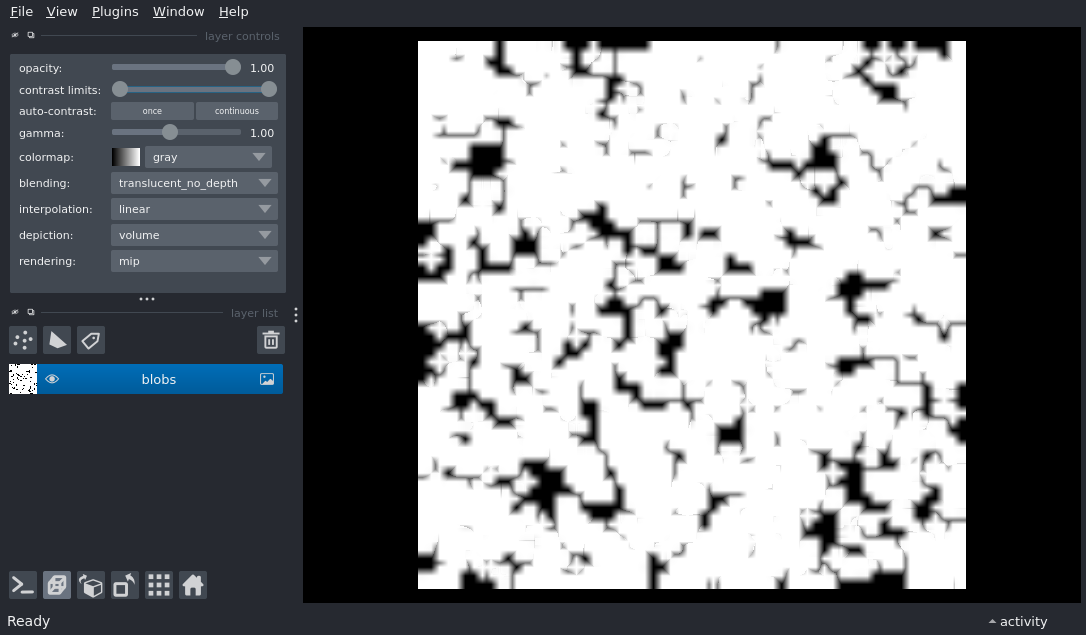 File View Plugins Window Help
layer controls
opacity: 1.00
contrast limits:
auto-contrast: once continuous
gamma: 1.00
colormap: gray
blending: translucent_no_depth
interpolation: linear
depiction: volume
rendering: mip
layer list
blobs
Ready activity